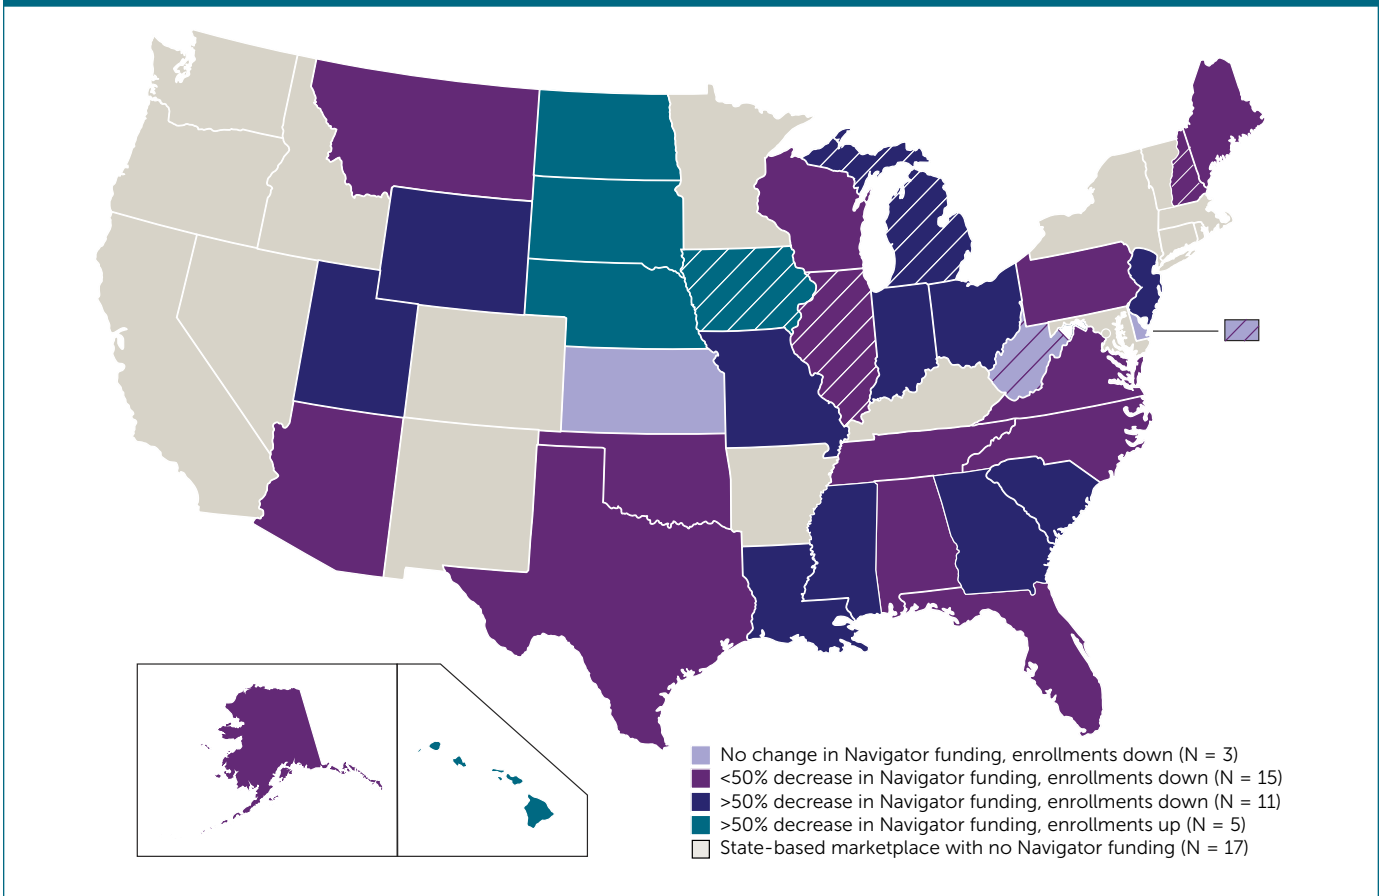 No change in Navigator funding, enrollments down (N = 3)
<50% decrease in Navigator funding, enrollments down (N = 15)
>50% decrease in Navigator funding, enrollments down (N = 11)
>50% decrease in Navigator funding, enrollments up (N = 5)
State-based marketplace with no Navigator funding (N = 17)